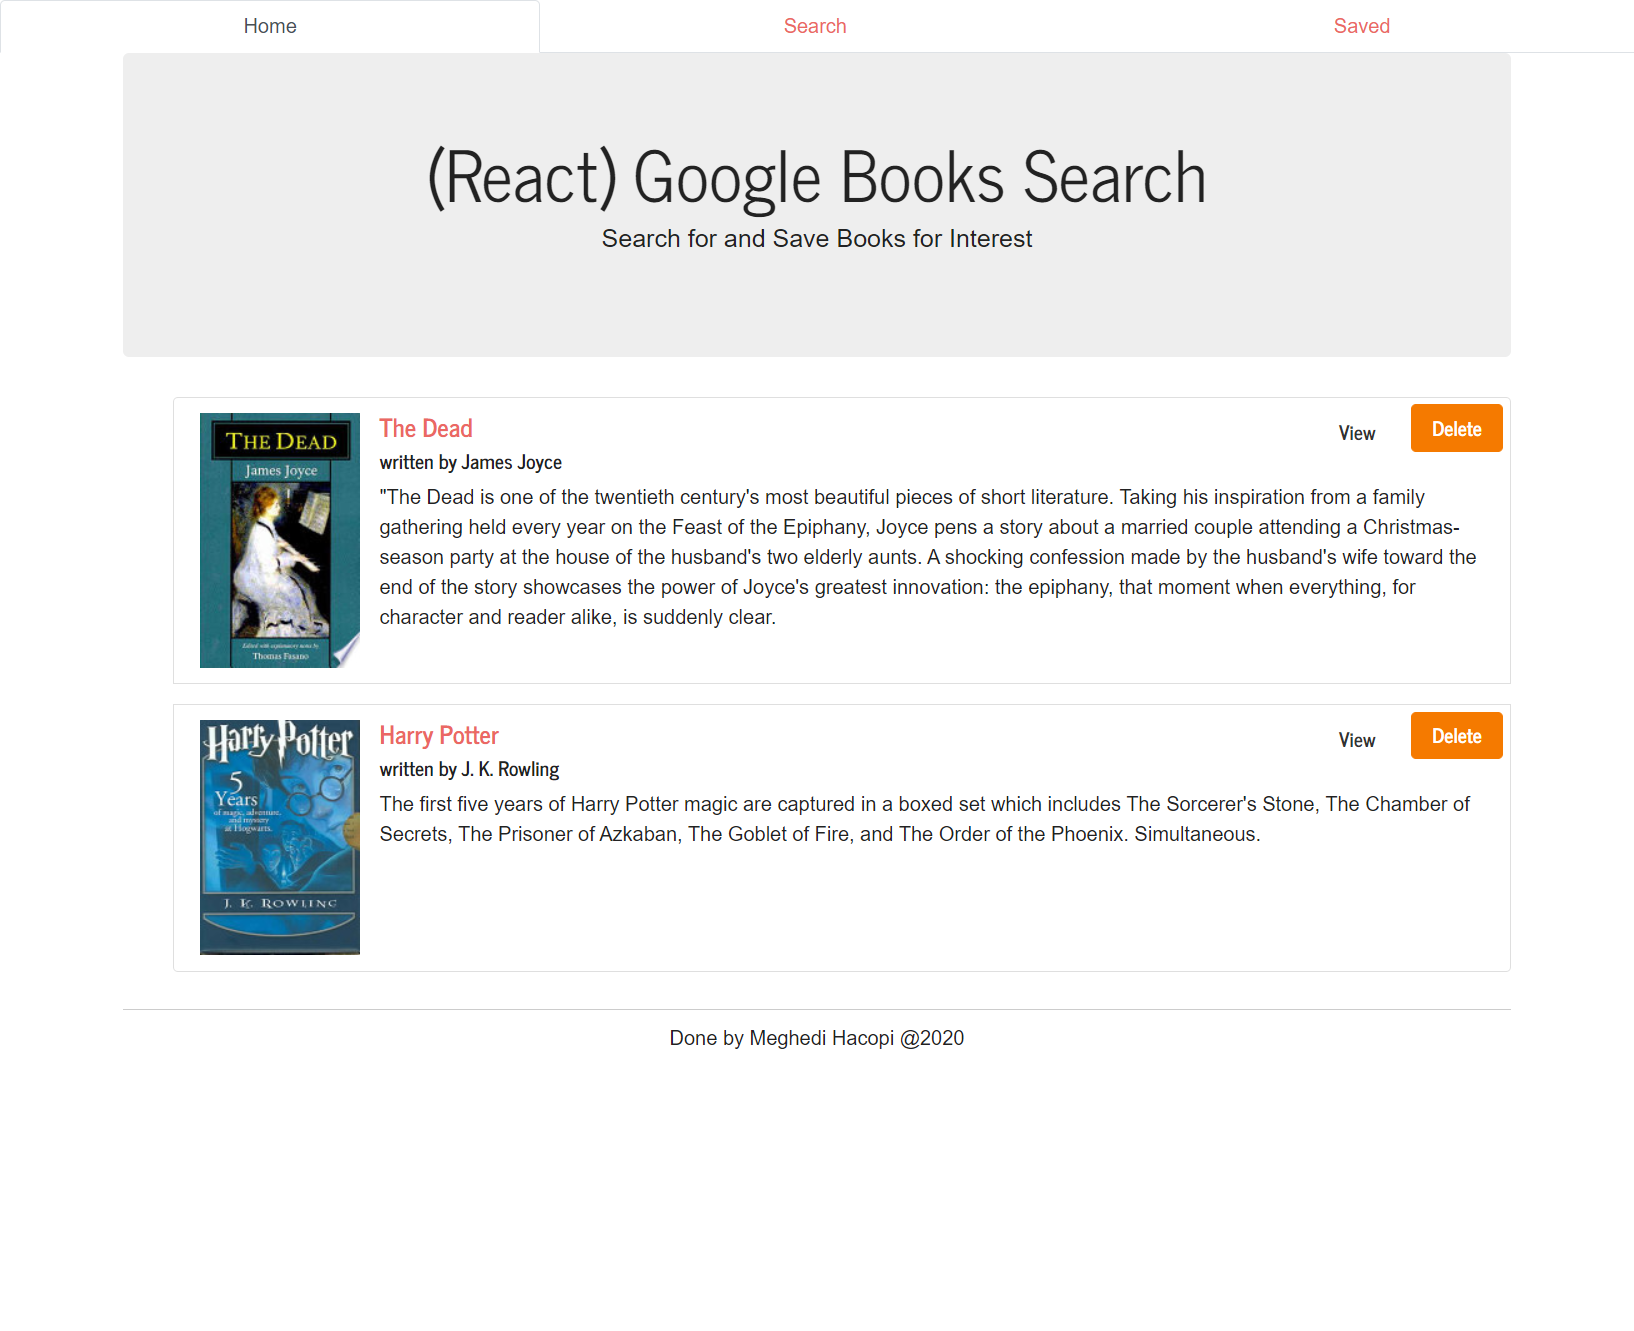 Home
Search
Saved
(React) Google Books Search
Search for and Save Books for Interest
THE DEAD
James Joyce
Edited with explanatory notes by
Thomas Fasano
The Dead
View
Delete
written by James Joyce
"The Dead is one of the twentieth century's most beautiful pieces of short literature. Taking his inspiration from a family
gathering held every year on the Feast of the Epiphany, Joyce pens a story about a married couple attending a Christmas-
season party at the house of the husband's two elderly aunts. A shocking confession made by the husband's wife toward the
end of the story showcases the power of Joyce's greatest innovation: the epiphany, that moment when everything, for
character and reader alike, is suddenly clear.
Harry Potter
5
Years
of magic, adventure,
and mystery
at Hogwarts.
J. K. ROWLING
Harry Potter
View
Delete
written by J. K. Rowling
The first five years of Harry Potter magic are captured in a boxed set which includes The Sorcerer's Stone, The Chamber of
Secrets, The Prisoner of Azkaban, The Goblet of Fire, and The Order of the Phoenix. Simultaneous.
Done by Meghedi Hacopi @2020